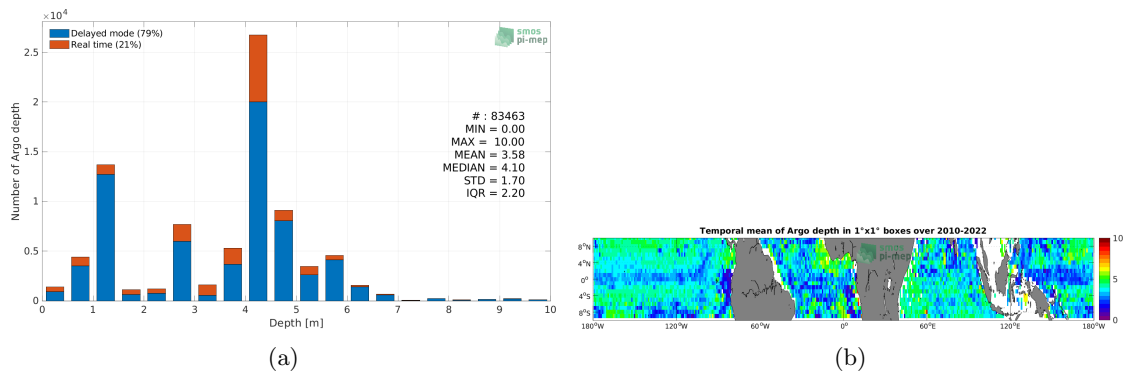 ×10⁴
Delayed mode (79%)
Real time (21%)
smos
pi-mep
# : 83463
MIN = 0.00
MAX = 10.00
MEAN = 3.58
MEDIAN = 4.10
STD = 1.70
IQR = 2.20
Number of Argo depth
2.5
2
1.5
1
0.5
0
0 1 2 3 4 5 6 7 8 9 10
Depth [m]
(a)
Temporal mean of Argo depth in 1°x1° boxes over 2010-2022
smos
pi-mep
8°N
4°N
0°
4°S
8°S
180°W 120°W 60°W 0° 60°E 120°E 180°W
10
5
0
(b)